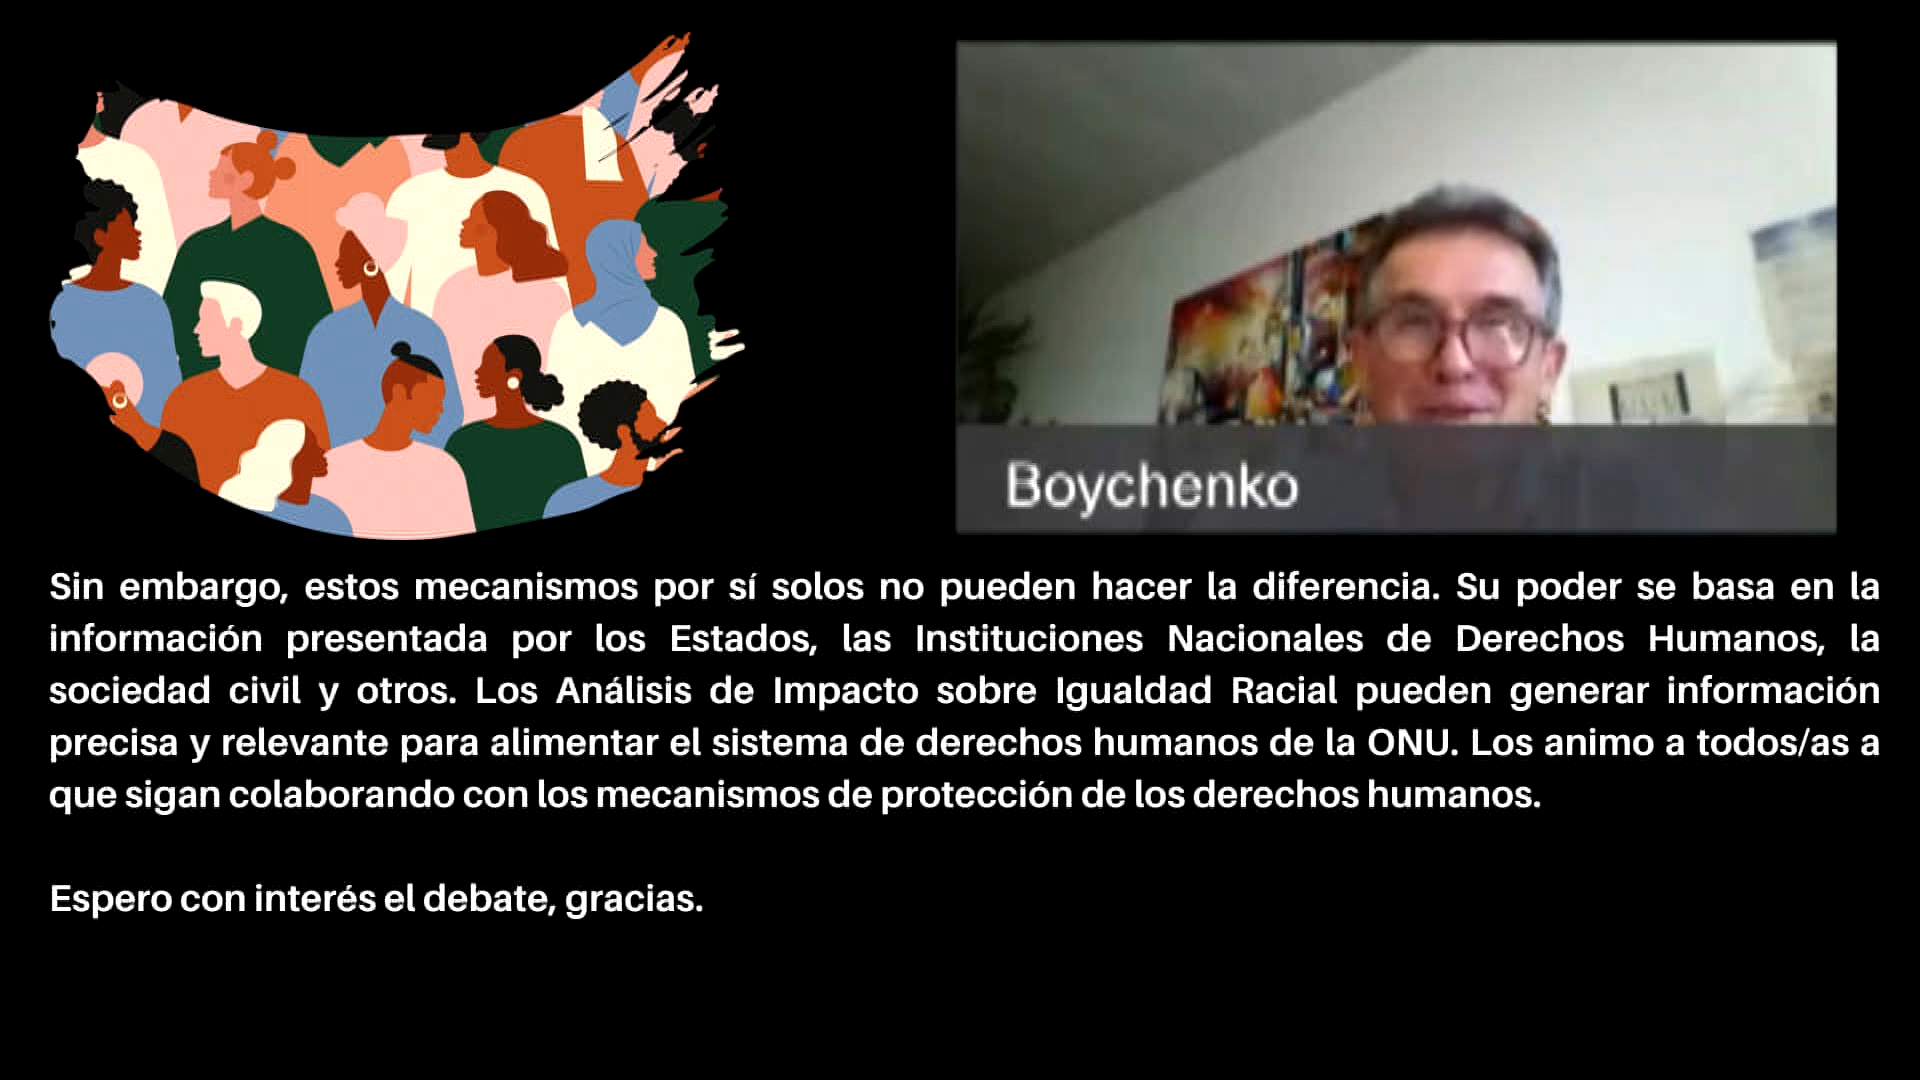 Boychenko
Sin embargo, estos mecanismos por sí solos no pueden hacer la diferencia. Su poder se basa en la
información presentada por los Estados, las Instituciones Nacionales de Derechos Humanos, la
sociedad civil y otros. Los Análisis de Impacto sobre Igualdad Racial pueden generar información
precisa y relevante para alimentar el sistema de derechos humanos de la ONU. Los animo a todos/as a
que sigan colaborando con los mecanismos de protección de los derechos humanos.
Espero con interés el debate, gracias.